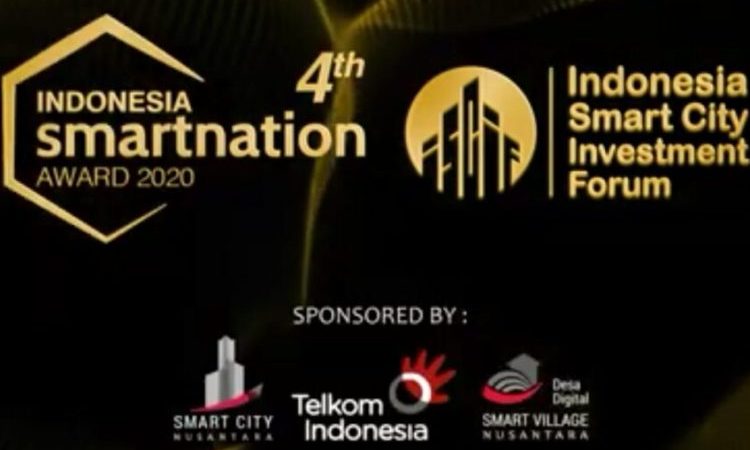 4th
INDONESIA
smartnation
AWARD 2020
Indonesia
Smart City
Investment
Forum
SPONSORED BY :
SMART CITY
NUSANTARA
Telkom
Indonesia
Desa
Digital
SMART VILLAGE
NUSANTARA